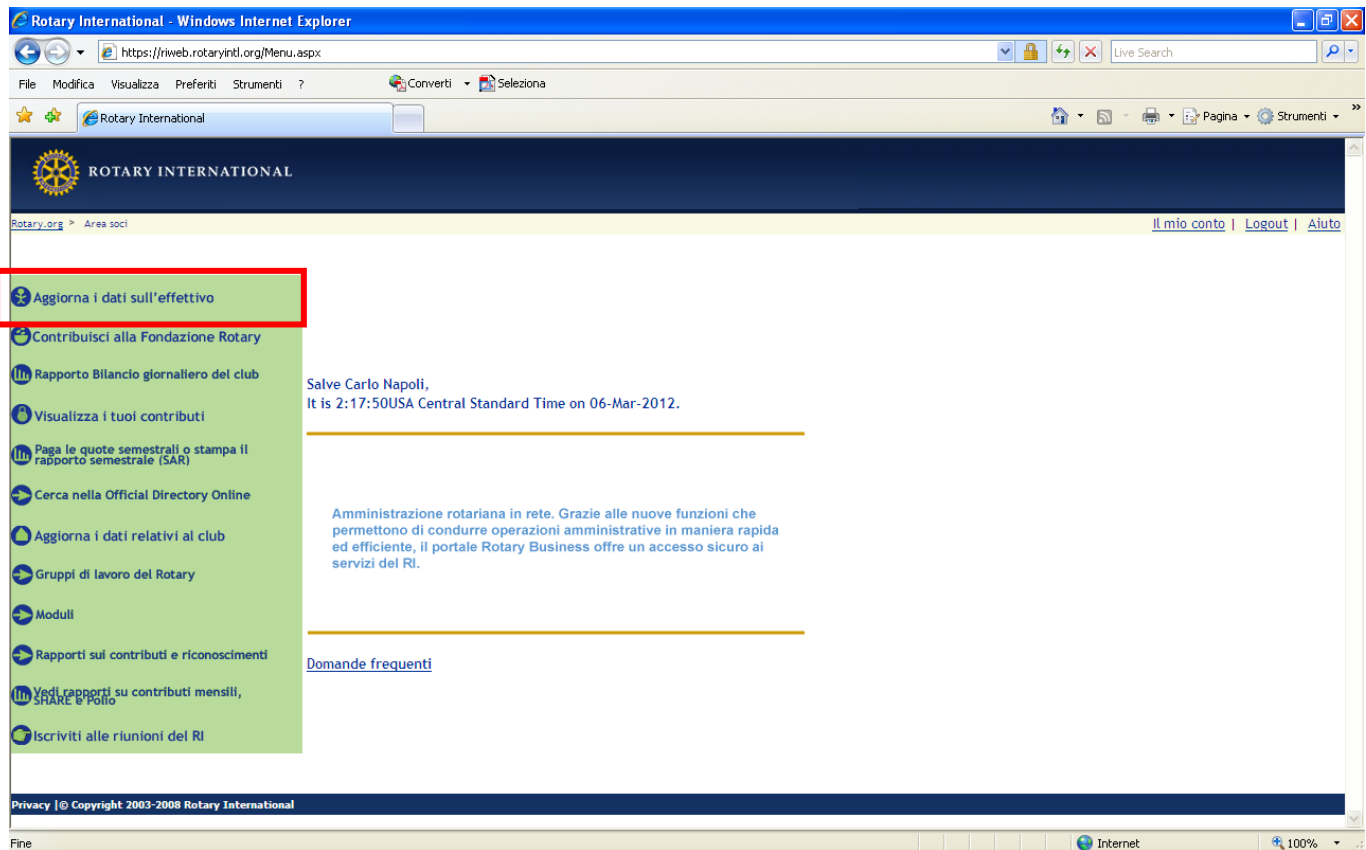 Rotary International - Windows Internet Explorer
https://riweb.rotaryintl.org/Menu.aspx
Live Search
File Modifica Visualizza Preferiti Strumenti ?
Converti
Seleziona
Rotary International
Pagina
Strumenti
»
ROTARY INTERNATIONAL
Rotary.org > Area soci
Il mio conto | Logout | Aiuto
Aggiorna i dati sull'effettivo
Contribuisci alla Fondazione Rotary
Rapporto Bilancio giornaliero del club
Visualizza i tuoi contributi
Paga le quote semestrali o stampa il
rapporto semestrale (SAR)
Cerca nella Official Directory Online
Aggiorna i dati relativi al club
Gruppi di lavoro del Rotary
Moduli
Rapporti sui contributi e riconoscimenti
Vedi rapporti su contributi mensili,
SHARE e Polio
Iscriviti alle riunioni del RI
Salve Carlo Napoli,
It is 2:17:50USA Central Standard Time on 06-Mar-2012.
Amministrazione rotariana in rete. Grazie alle nuove funzioni che
permettono di condurre operazioni amministrative in maniera rapida
ed efficiente, il portale Rotary Business offre un accesso sicuro ai
servizi del RI.
Domande frequenti
Privacy |© Copyright 2003-2008 Rotary International
Fine
Internet
100%